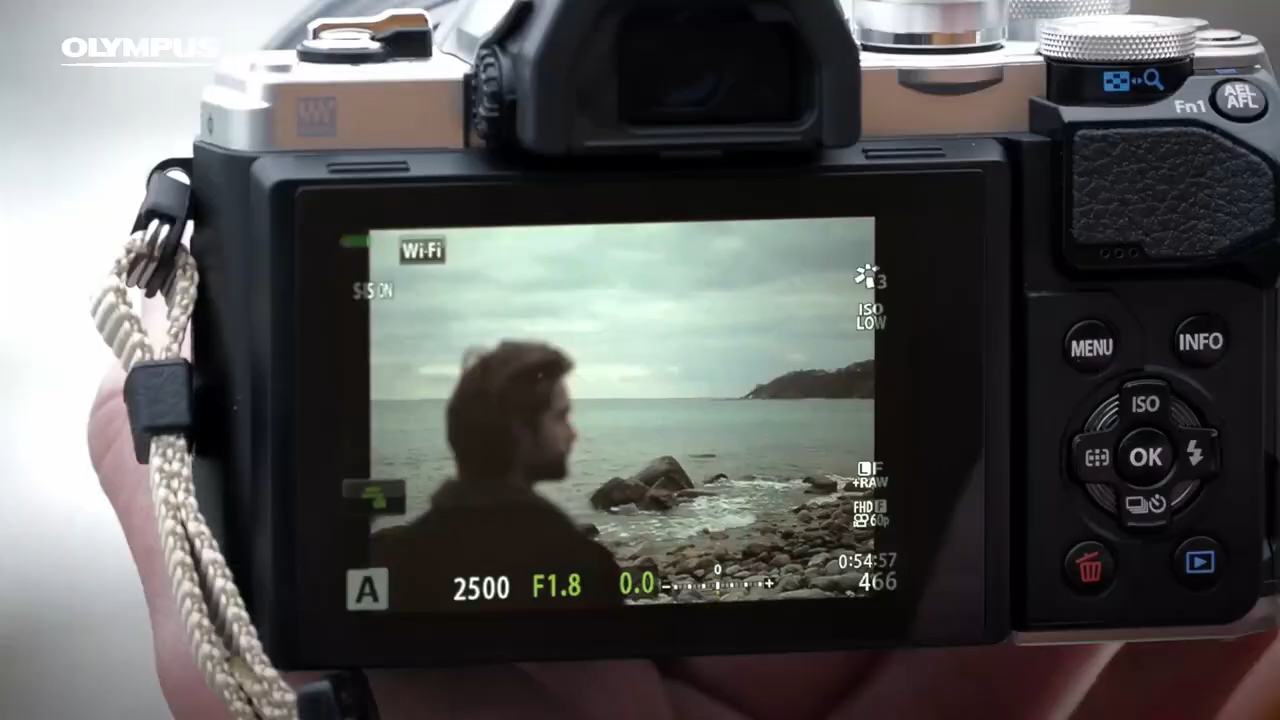 OLYMPUS
W
AEL
AFL
Fn1
Wi-Fi
S-IS ON
3
ISO
LOW
MENU
INFO
ISO
OK
LF
+RAW
FHD F
60p
0:54:57
466
A
2500 F1.8 0.0 - 0 +